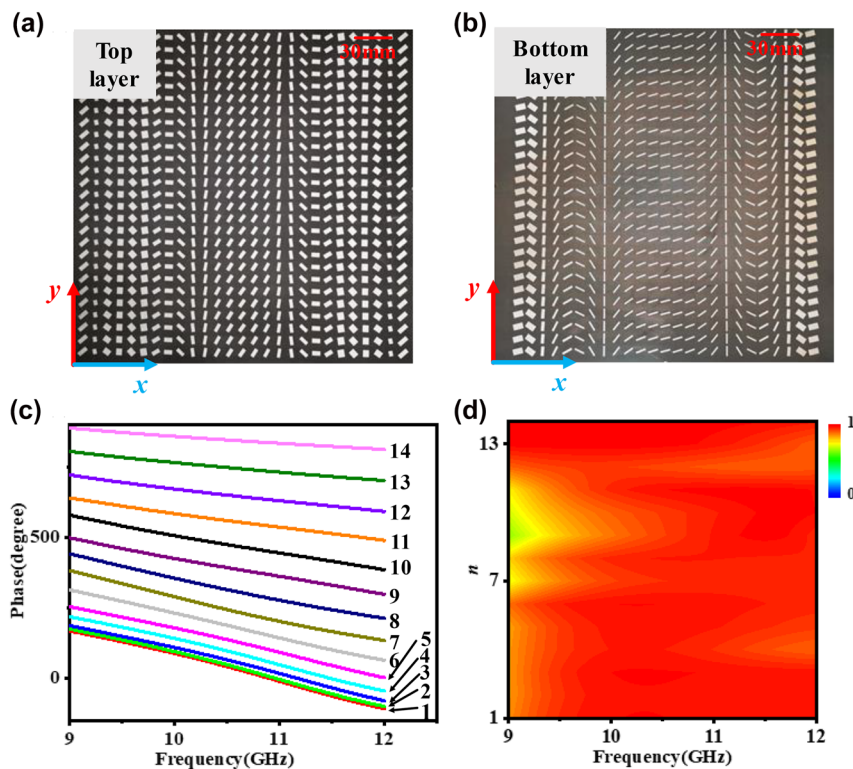 (a)
Top
layer
30mm
y
x
(b)
Bottom
layer
30mm
y
x
(c)
Phase(degree)
500
0
9
10
11
12
Frequency(GHz)
14
13
12
11
10
9
8
7
6
5
4
3
2
1
(d)
n
13
7
1
9
10
11
12
Frequency(GHz)
1
0